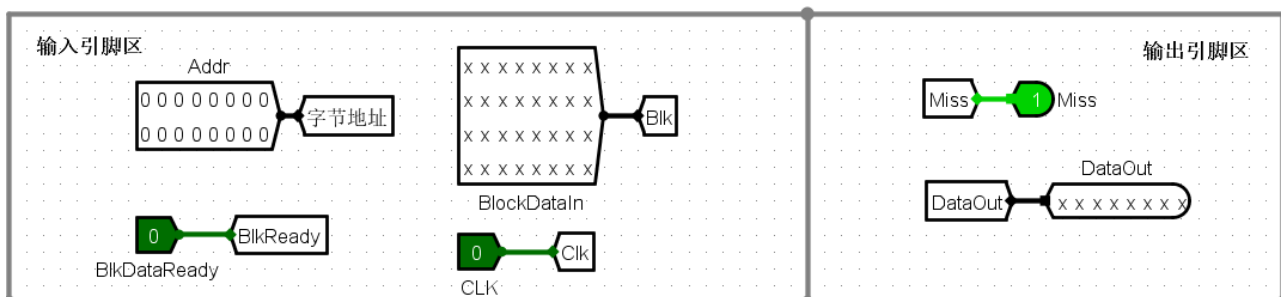 输入引脚区
Addr
0 0 0 0 0 0 0 0
0 0 0 0 0 0 0 0
字节地址
x x x x x x x x
x x x x x x x x
x x x x x x x x
x x x x x x x x
Blk
BlockDataIn
0
BlkReady
BlkDataReady
0
Clk
CLK
输出引脚区
Miss
1
Miss
DataOut
DataOut
x x x x x x x x